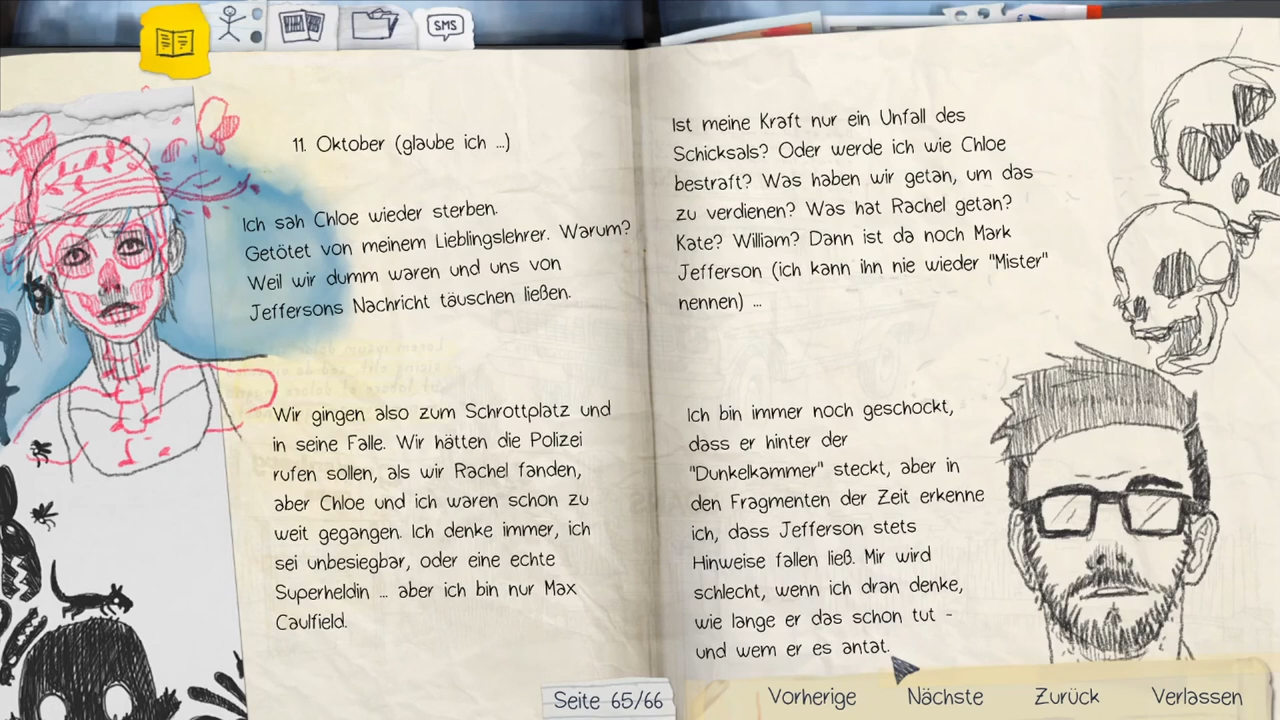 SMS
11. Oktober (glaube ich ...)
Ich sah Chloe wieder sterben.
Getötet von meinem Lieblingslehrer. Warum?
Weil wir dumm waren und uns von
Jeffersons Nachricht täuschen ließen.
Wir gingen also zum Schrottplatz und
in seine Falle. Wir hätten die Polizei
rufen sollen, als wir Rachel fanden,
aber Chloe und ich waren schon zu
weit gegangen. Ich denke immer, ich
sei unbesiegbar, oder eine echte
Superheldin ... aber ich bin nur Max
Caulfield.
Ist meine Kraft nur ein Unfall des
Schicksals? Oder werde ich wie Chloe
bestraft? Was haben wir getan, um das
zu verdienen? Was hat Rachel getan?
Kate? William? Dann ist da noch Mark
Jefferson (ich kann ihn nie wieder "Mister"
nennen) ...
Ich bin immer noch geschockt,
dass er hinter der
"Dunkelkammer" steckt, aber in
den Fragmenten der Zeit erkenne
ich, dass Jefferson stets
Hinweise fallen ließ. Mir wird
schlecht, wenn ich dran denke,
wie lange er das schon tut -
und wem er es antat.
Seite 65/66
Vorherige Nächste Zurück Verlassen